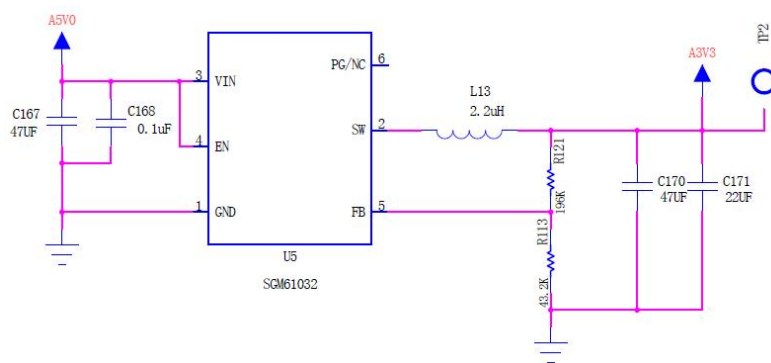 A5V0
C167
47UF
C168
0.1uF
3
VIN
4
EN
1
GND
PG/NC
6
SW
2
FB
5
U5
SGM61032
L13
2.2uH
R121
196K
R113
43.2K
C170
47UF
C171
22UF
A3V3
TP2